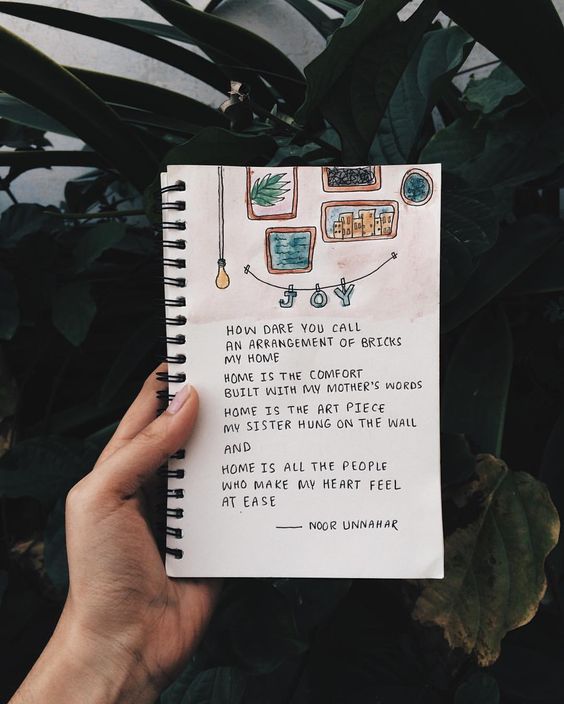 JOY
HOW DARE YOU CALL
AN ARRANGEMENT OF BRICKS
MY HOME
HOME IS THE COMFORT
BUILT WITH MY MOTHER'S WORDS
HOME IS THE ART PIECE
MY SISTER HUNG ON THE WALL
AND
HOME IS ALL THE PEOPLE
WHO MAKE MY HEART FEEL
AT EASE
— NOOR UNNAHAR